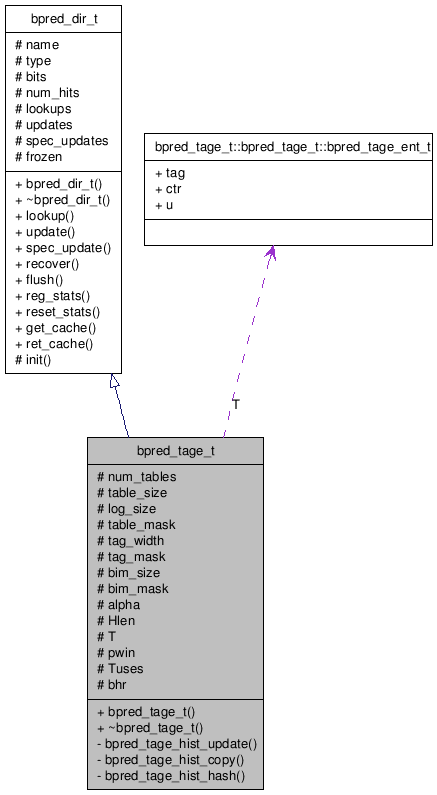 bpred_dir_t
# name
# type
# bits
# num_hits
# lookups
# updates
# spec_updates
# frozen
+ bpred_dir_t()
+ ~bpred_dir_t()
+ lookup()
+ update()
+ spec_update()
+ recover()
+ flush()
+ reg_stats()
+ reset_stats()
+ get_cache()
+ ret_cache()
# init()
bpred_tage_t::bpred_tage_t::bpred_tage_ent_t
+ tag
+ ctr
+ u
T
bpred_tage_t
# num_tables
# table_size
# log_size
# table_mask
# tag_width
# tag_mask
# bim_size
# bim_mask
# alpha
# Hlen
# T
# pwin
# Tuses
# bhr
+ bpred_tage_t()
+ ~bpred_tage_t()
- bpred_tage_hist_update()
- bpred_tage_hist_copy()
- bpred_tage_hist_hash()